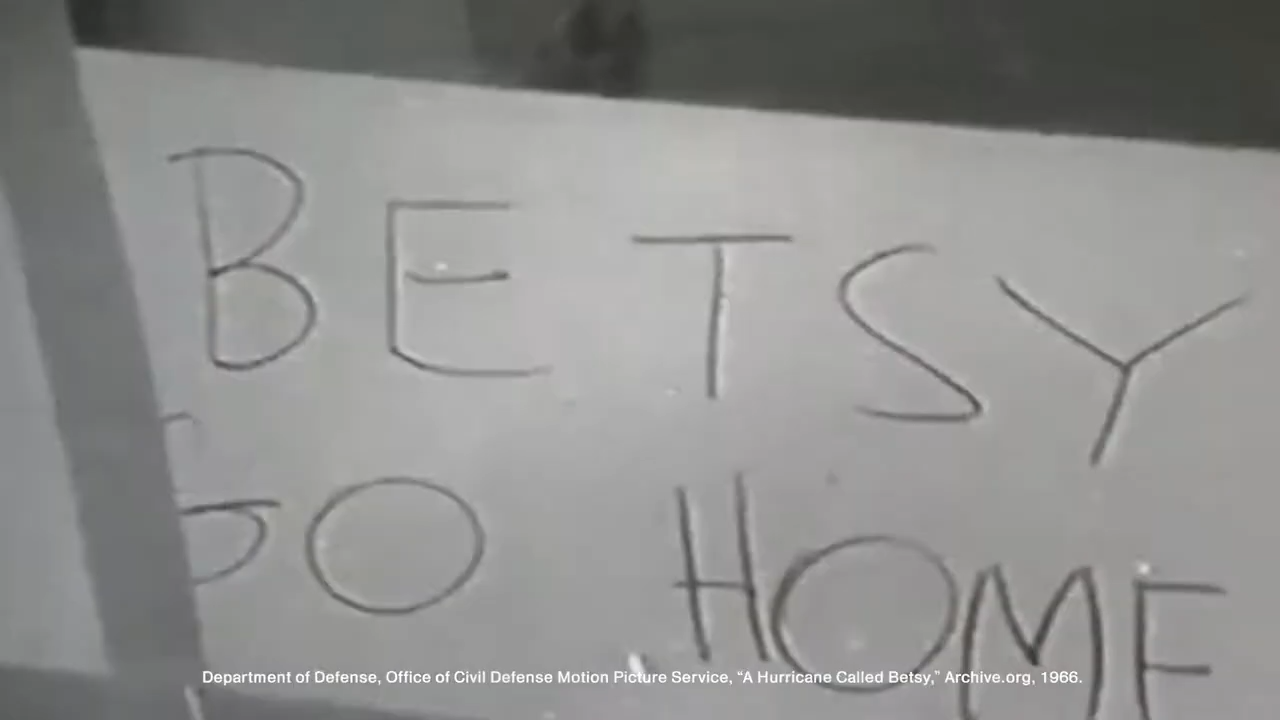 BETSY
GO HOME
Department of Defense, Office of Civil Defense Motion Picture Service, “A Hurricane Called Betsy,” Archive.org, 1966.